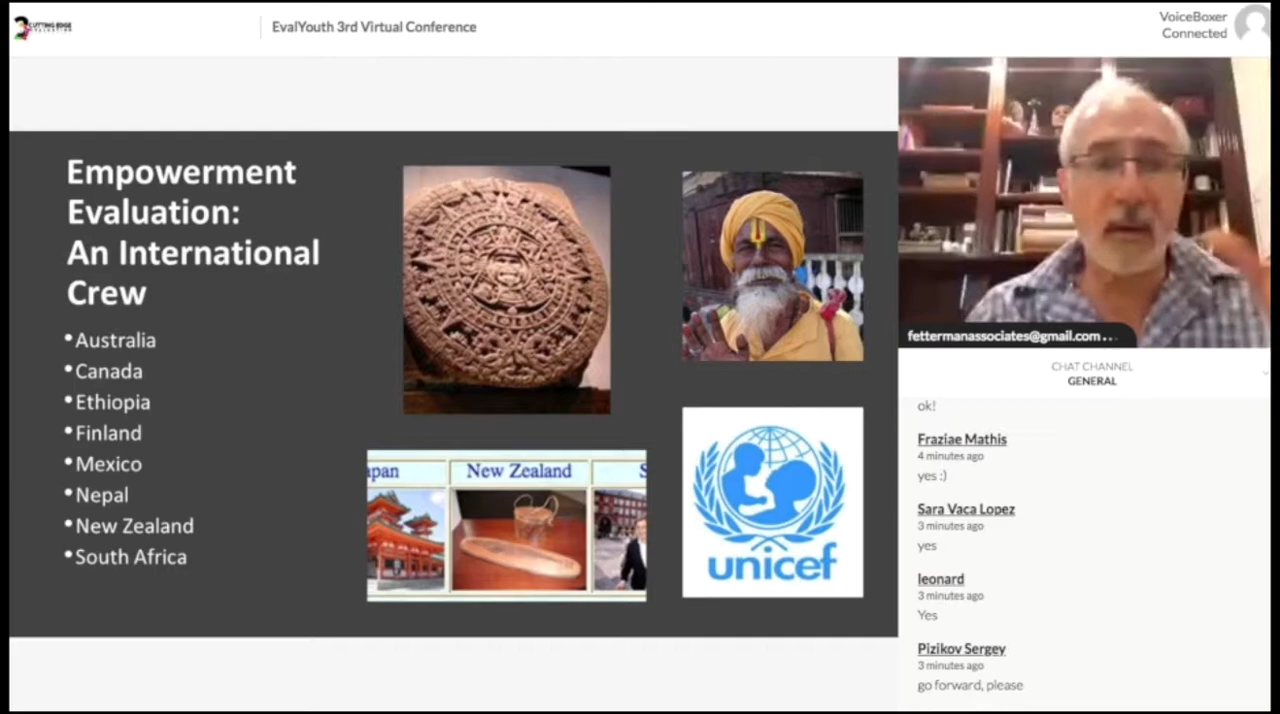 CUTTING EDGE
EvalYouth 3rd Virtual Conference
VoiceBoxer
Connected
Empowerment
Evaluation:
An International
Crew
•Australia
•Canada
•Ethiopia
•Finland
•Mexico
•Nepal
•New Zealand
•South Africa
apan
New Zealand
S
unicef
fettermanassociates@gmail.com ...
CHAT CHANNEL
GENERAL
ok!
Fraziae Mathis
4 minutes ago
yes :)
Sara Vaca Lopez
3 minutes ago
yes
leonard
3 minutes ago
Yes
Pizikov Sergey
3 minutes ago
go forward, please